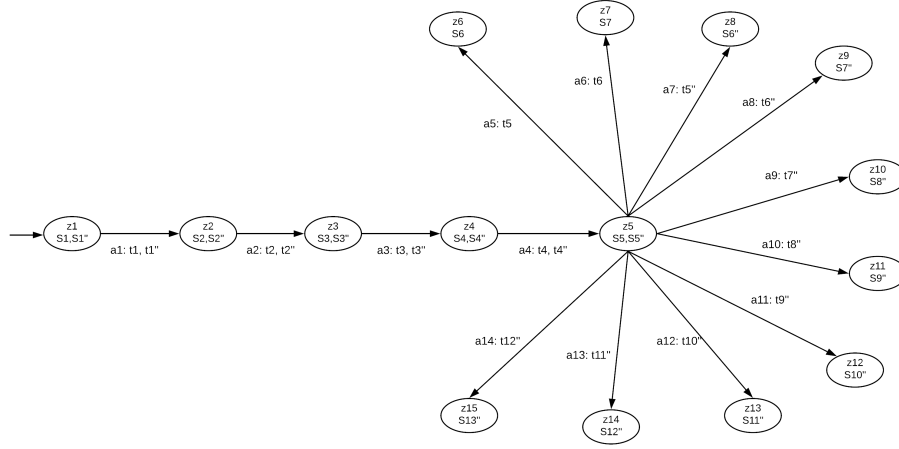 z7
S7
z6
S6
z8
S6"
z9
S7"
a6: t6
a7: t5"
a8: t6"
a5: t5
z10
S8"
a9: t7"
z1
S1,S1"
z2
S2,S2"
z3
S3,S3"
z4
S4,S4"
z5
S5,S5"
a1: t1, t1"
a2: t2, t2"
a3: t3, t3"
a4: t4, t4"
a10: t8"
z11
S9"
a11: t9"
a14: t12"
a13: t11"
a12: t10"
z12
S10"
z15
S13"
z14
S12"
z13
S11"